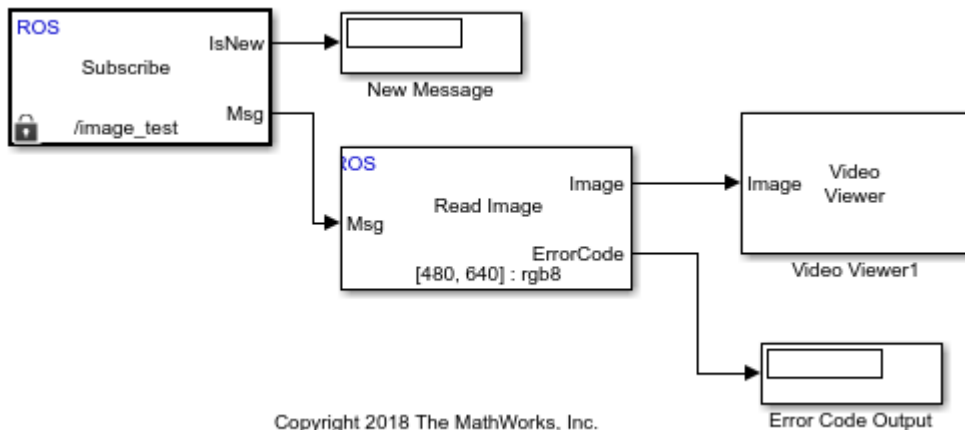 ROS
IsNew
Subscribe
Msg
/image_test
New Message
ROS
Image
Read Image
Msg
ErrorCode
[480, 640] : rgb8
Image
Video
Viewer
Video Viewer1
Error Code Output
Copyright 2018 The MathWorks, Inc.